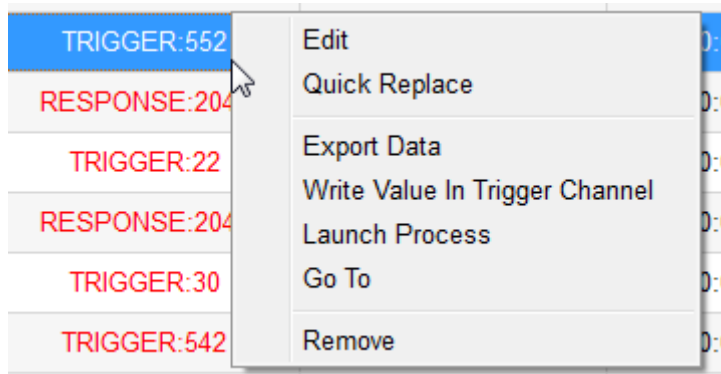 TRIGGER:552
RESPONSE:204
TRIGGER:22
RESPONSE:204
TRIGGER:30
TRIGGER:542
Edit
Quick Replace
Export Data
Write Value In Trigger Channel
Launch Process
Go To
Remove